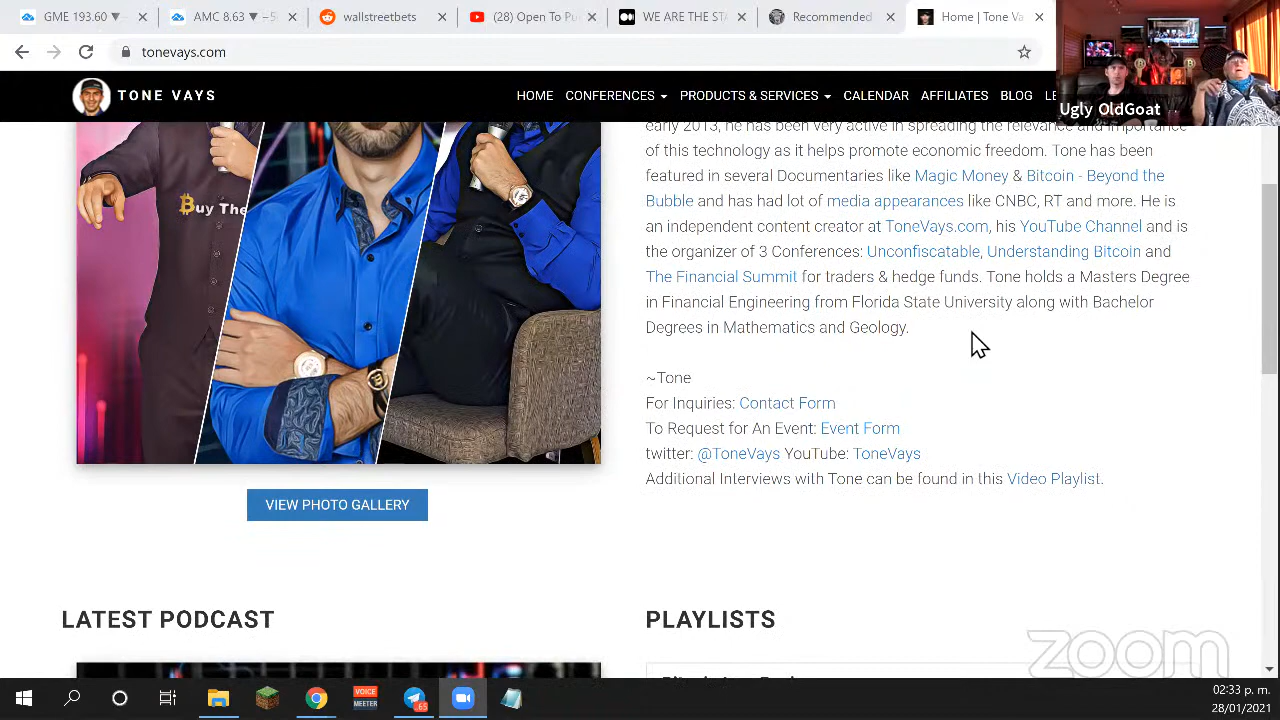 GME 193.60
AMC 8.63
wallstreetbe
(28) Open To Pu
WE ARE THE
Recommended
Home | Tone Va
tonevays.com
Ugly OldGoat
TONE VAYS
HOME CONFERENCES PRODUCTS & SERVICES CALENDAR AFFILIATES BLOG LE
uy The
of this technology as it helps promote economic freedom. Tone has been
featured in several Documentaries like Magic Money & Bitcoin - Beyond the
Bubble and has had lot of media appearances like CNBC, RT and more. He is
an independent content creator at ToneVays.com, his YouTube Channel and is
the organizer of 3 Conferences: Unconfiscatable, Understanding Bitcoin and
The Financial Summit for traders & hedge funds. Tone holds a Masters Degree
in Financial Engineering from Florida State University along with Bachelor
Degrees in Mathematics and Geology.
~Tone
For Inquiries: Contact Form
To Request for An Event: Event Form
twitter: @ToneVays YouTube: ToneVays
Additional Interviews with Tone can be found in this Video Playlist.
VIEW PHOTO GALLERY
LATEST PODCAST
PLAYLISTS
zoom
VOICE
MEETER
65
02:33 p. m.
28/01/2021